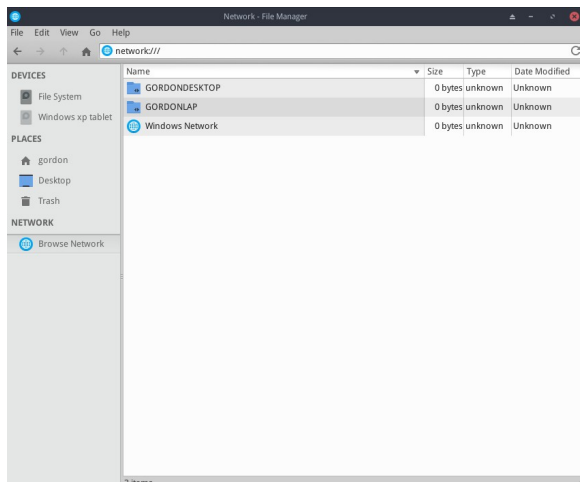 Network - File Manager
File Edit View Go Help
network:///
DEVICES
File System
Windows xp tablet
PLACES
gordon
Desktop
Trash
NETWORK
Browse Network
Name Size Type Date Modified
GORDONDESKTOP 0 bytes unknown Unknown
GORDONLAP 0 bytes unknown Unknown
Windows Network 0 bytes unknown Unknown